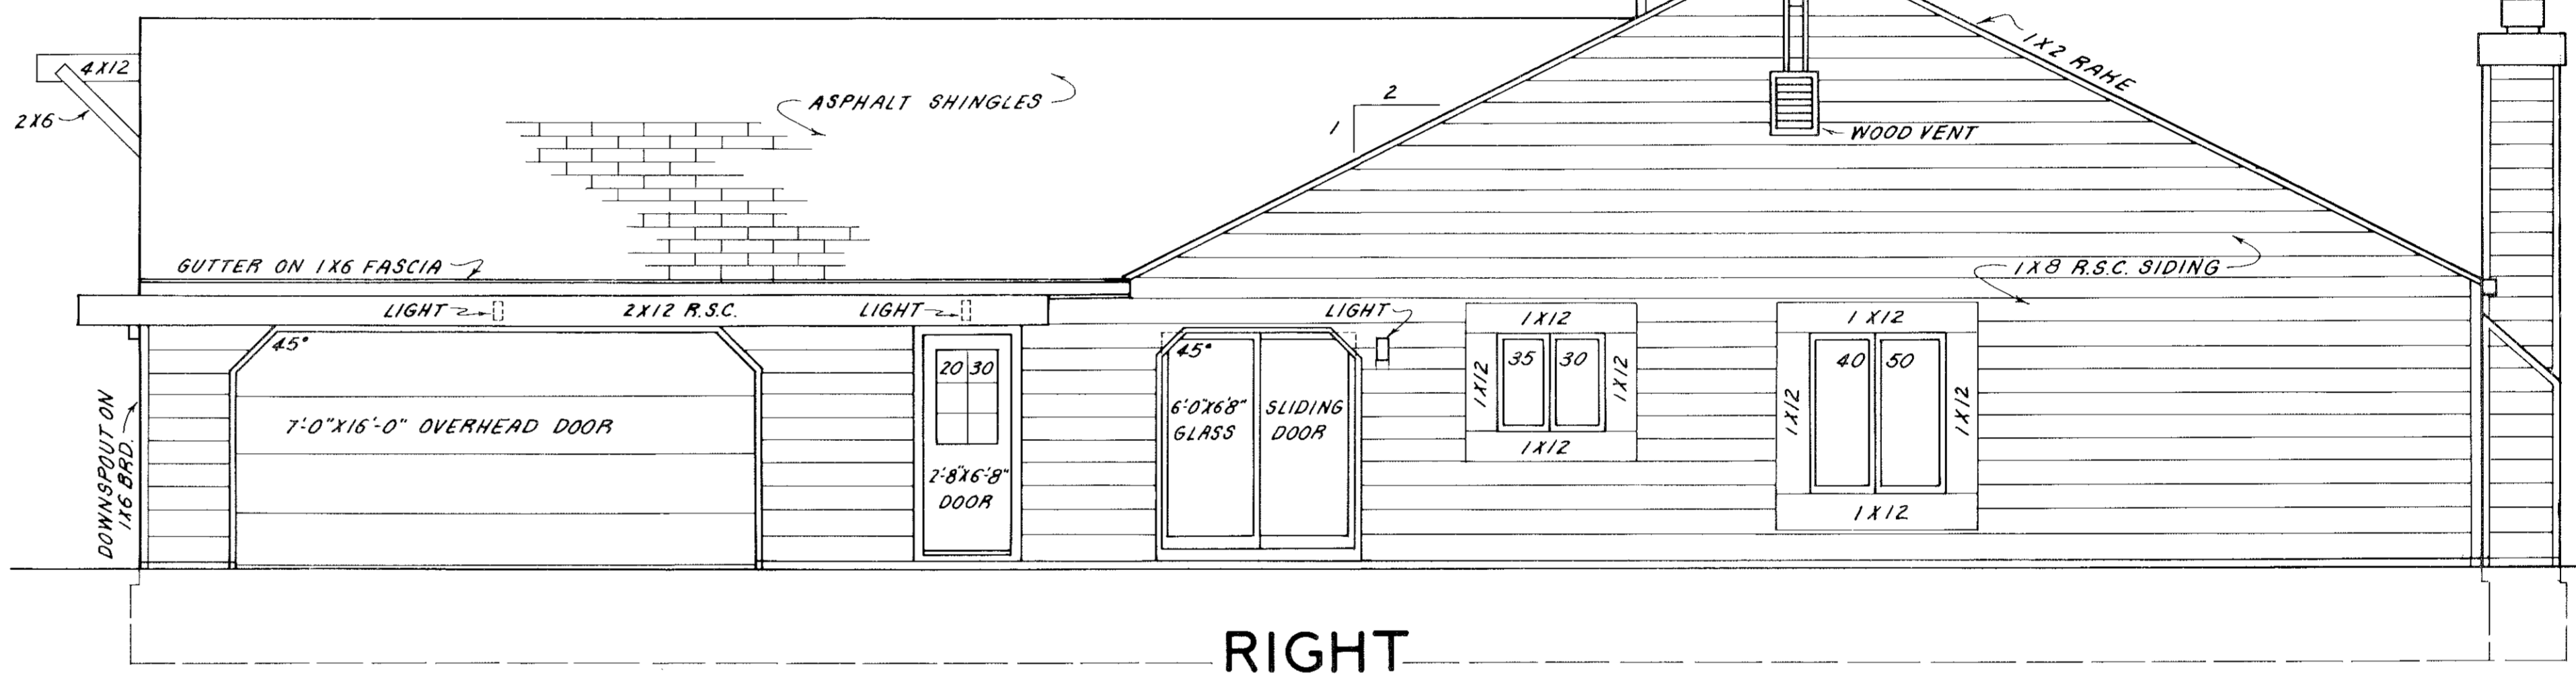 4X12
2X6
ASPHALT SHINGLES
2
1
1X2 RAKE
WOOD VENT
GUTTER ON 1X6 FASCIA
1X8 R.S.C. SIDING
LIGHT
2X12 R.S.C.
LIGHT
LIGHT
1X12
1X12
45°
45°
20 30
35 30
40 50
1X12
1X12
1X12
1X12
7'-0"X16'-0" OVERHEAD DOOR
6'-0"X6'8" SLIDING
GLASS DOOR
DOWNSPOUT ON
1X6 BRD.
1X12
2'-8"X6'-8"
DOOR
1X12
RIGHT